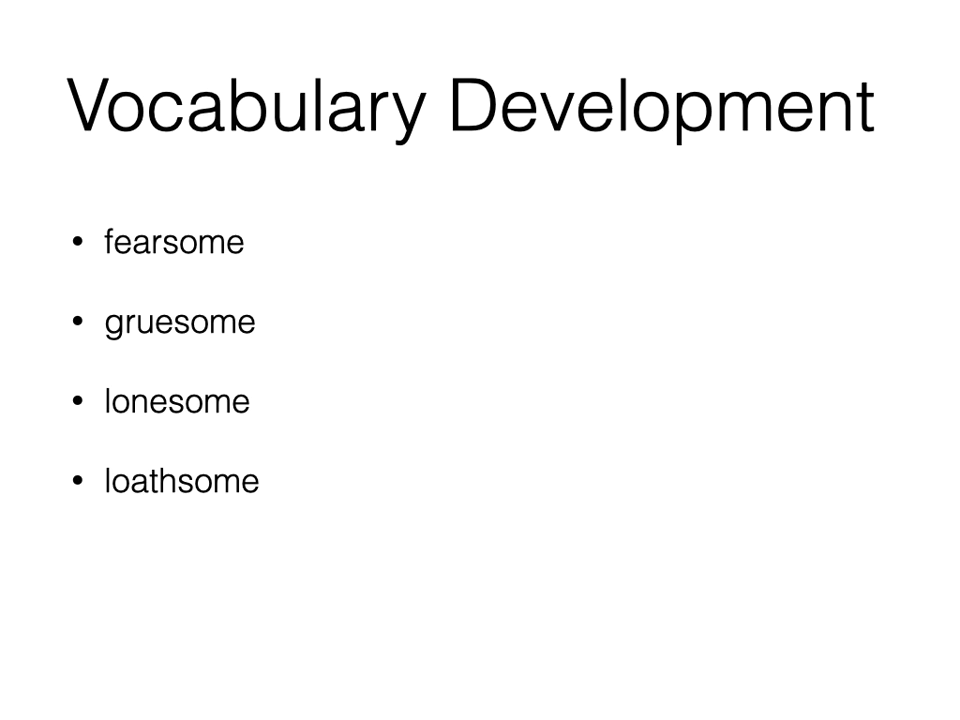 Vocabulary Development
• fearsome
• gruesome
• lonesome
• loathsome